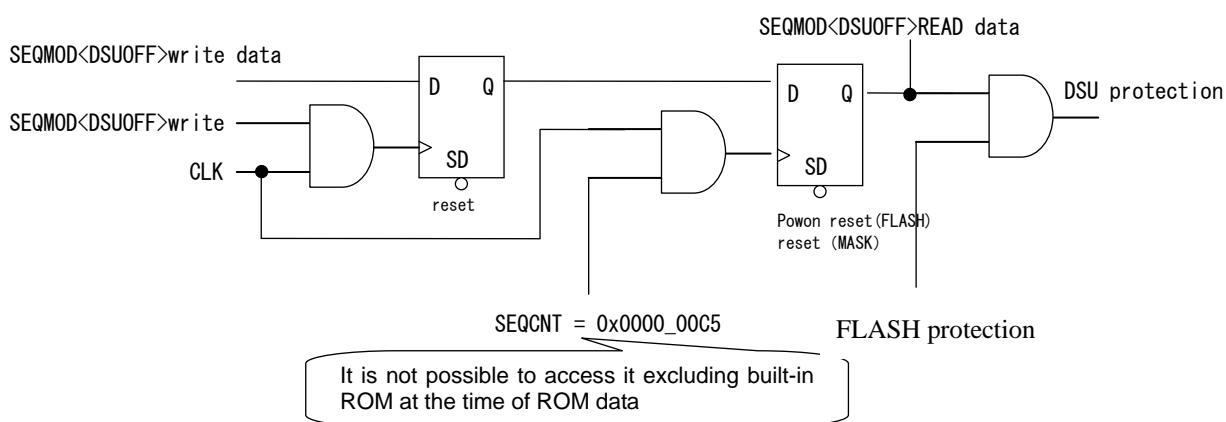 SEQMOD<DSUOFF>READ data
SEQMOD<DSUOFF>write data
D Q
D Q
DSU protection
SEQMOD<DSUOFF>write
CLK
SD
SD
reset
Powon reset(FLASH)
reset (MASK)
SEQCNT = 0x0000_00C5
FLASH protection
It is not possible to access it excluding built-in
ROM at the time of ROM data